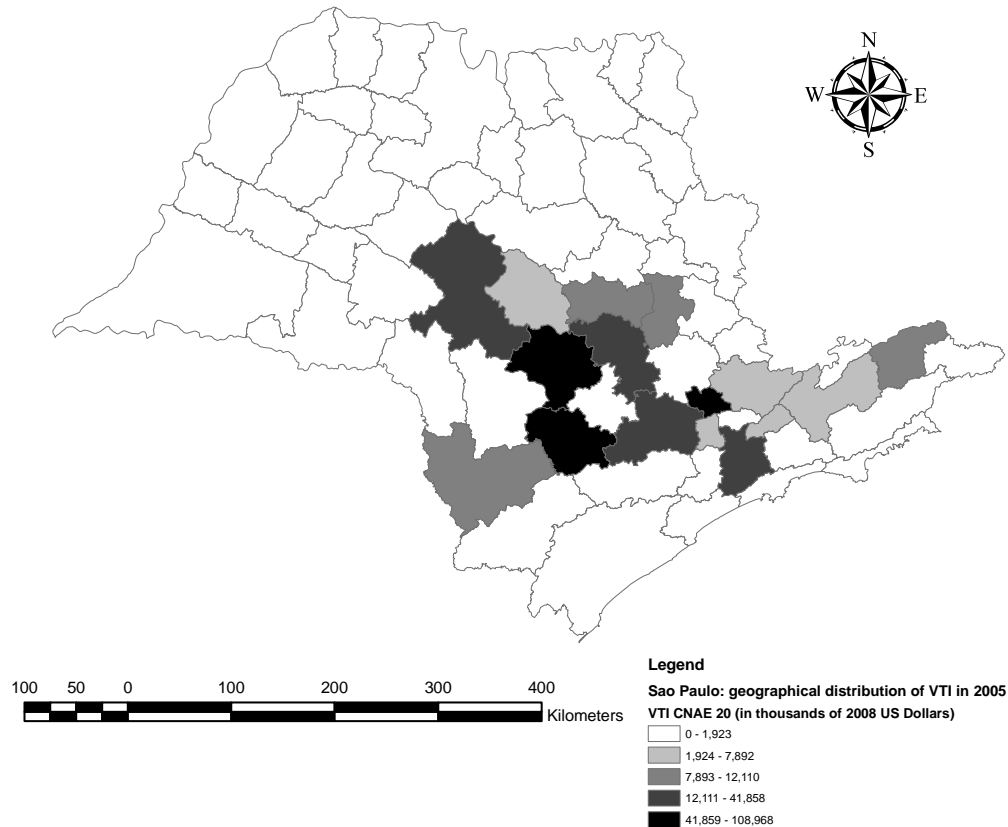 N
W E
S
100 50 0 100 200 300 400
Kilometers
Legend
Sao Paulo: geographical distribution of VTI in 2005
VTI CNAE 20 (in thousands of 2008 US Dollars)
0 - 1,923
1,924 - 7,892
7,893 - 12,110
12,111 - 41,858
41,859 - 108,968